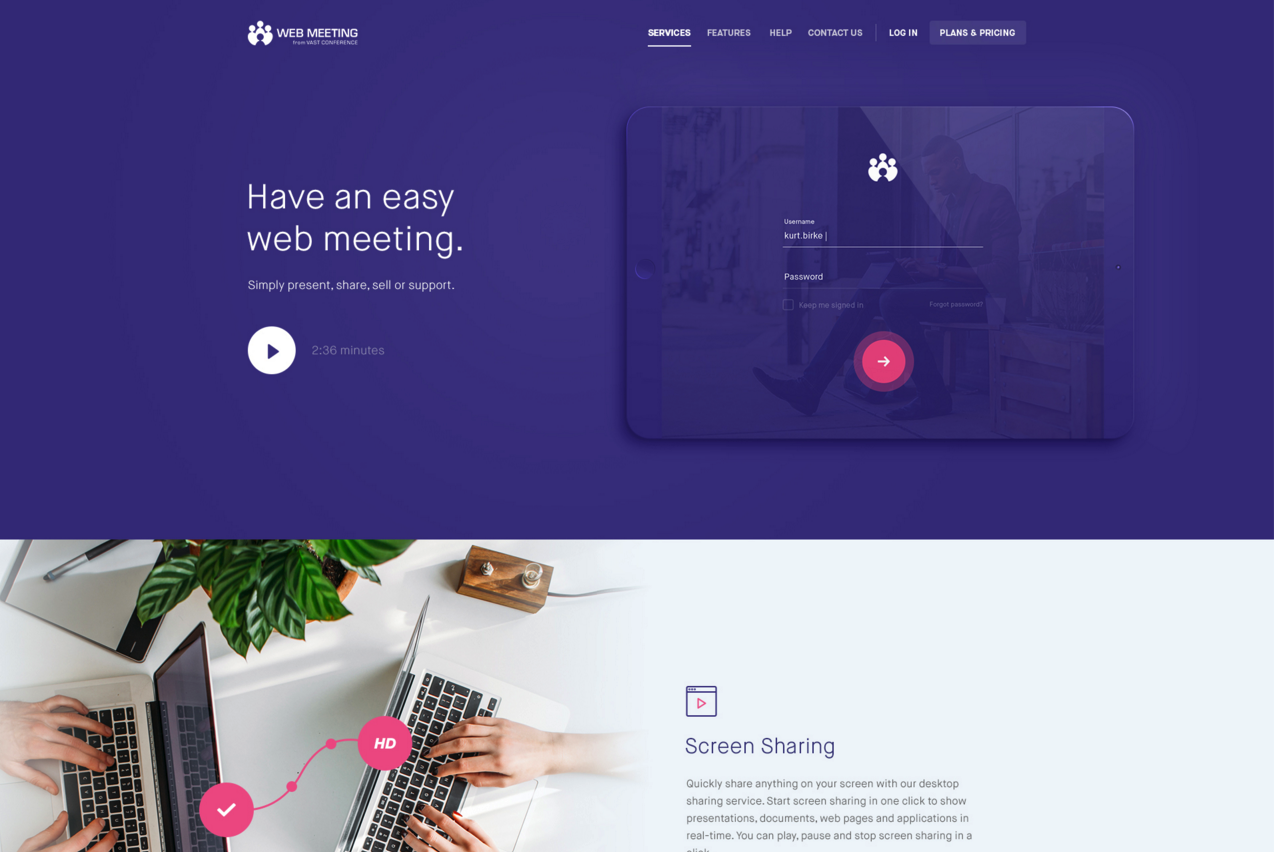 WEB MEETING
from VAST CONFERENCE
SERVICES
FEATURES
HELP
CONTACT US
LOG IN
PLANS & PRICING
Have an easy
web meeting.
Simply present, share, sell or support.
2:36 minutes
Username
kurt.birke
Password
Keep me signed in
Forgot password?
HD
Screen Sharing
Quickly share anything on your screen with our desktop
sharing service. Start screen sharing in one click to show
presentations, documents, web pages and applications in
real-time. You can play, pause and stop screen sharing in a
click.